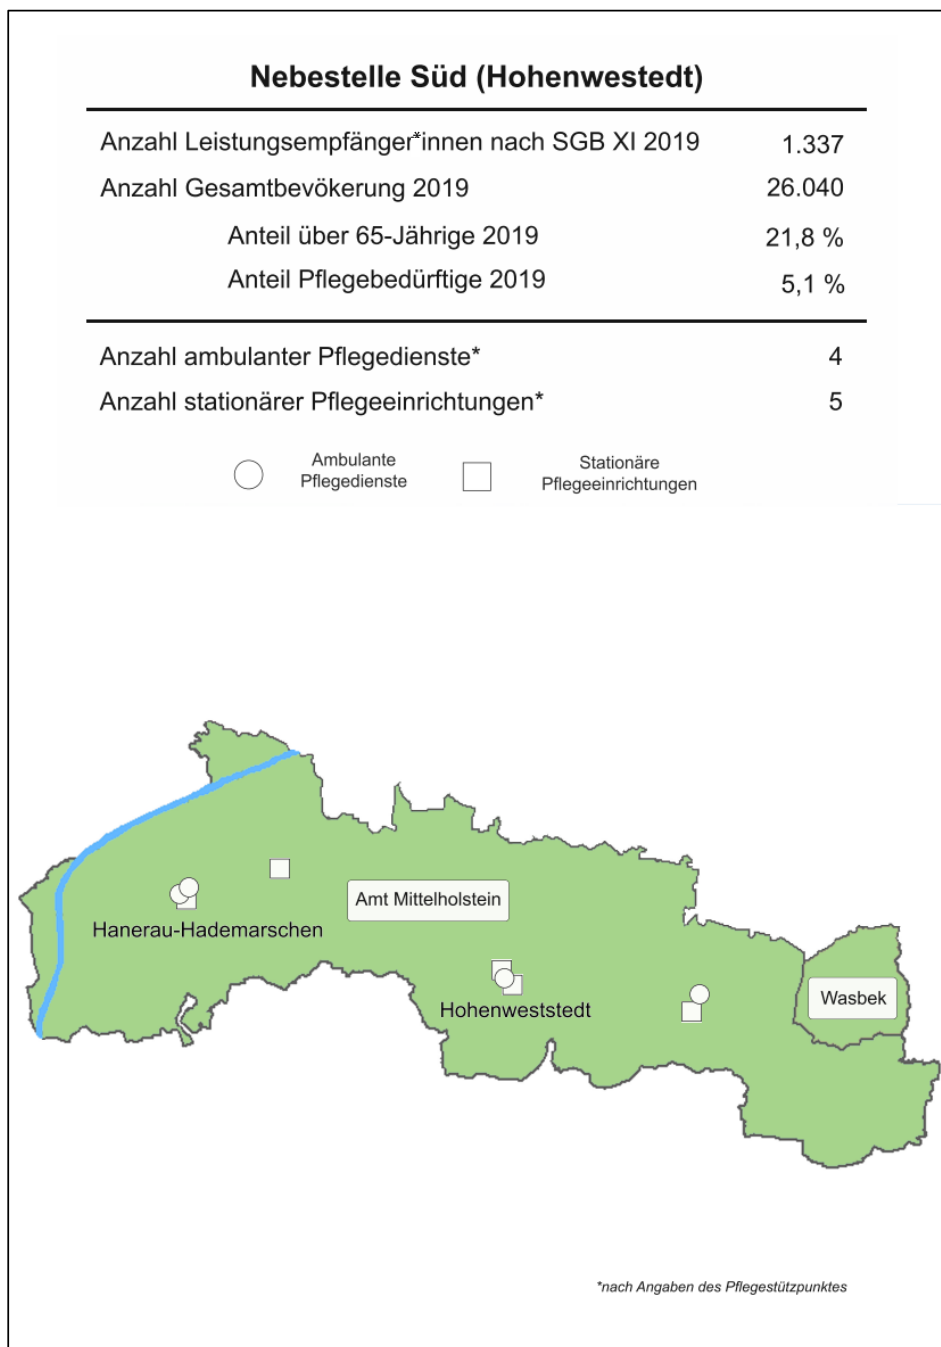 Nebestelle Süd (Hohenwestedt)
Anzahl Leistungsempfänger*innen nach SGB XI 2019 1.337
Anzahl Gesamtbevökerung 2019 26.040
Anteil über 65-Jährige 2019 21,8 %
Anteil Pflegebedürftige 2019 5,1 %
Anzahl ambulanter Pflegedienste* 4
Anzahl stationärer Pflegeeinrichtungen* 5
Ambulante
Pflegedienste
Stationäre
Pflegeeinrichtungen
Amt Mittelholstein
Hanerau-Hademarschen
Wasbek
Hohenweststedt
*nach Angaben des Pflegestützpunktes